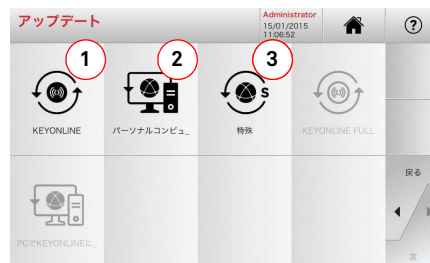 アップデート
Administrator
15/01/2015
11:06:52
?
1
2
3
S
KEYONLINE
パーソナルコンピュ_
特殊
KEYONLINE FULL
戻る
PCでKEYONLINEに_
次